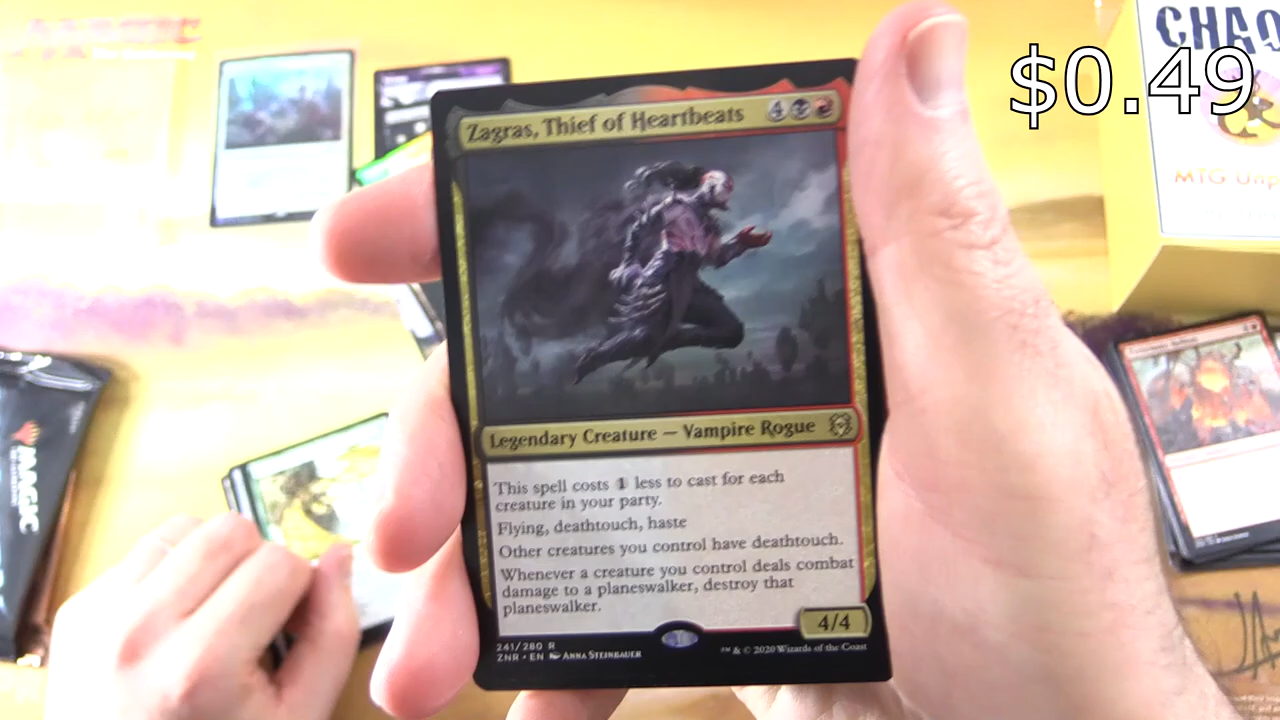 $0.49
CHAO
MTG Unp
MAGIC
Zagras, Thief of Heartbeats 4
Legendary Creature — Vampire Rogue
This spell costs 1 less to cast for each
creature in your party.
Flying, deathtouch, haste
Other creatures you control have deathtouch.
Whenever a creature you control deals combat
damage to a planeswalker, destroy that
planeswalker.
4/4
241/280 R
ZNR • EN Anna Steinbauer
™ & © 2020 Wizards of the Coast